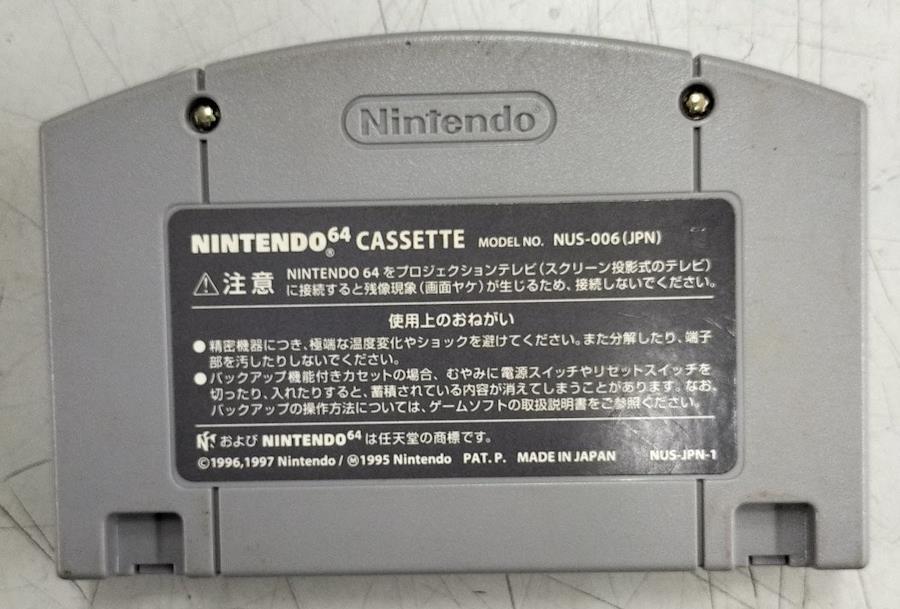 Nintendo®
NINTENDO64® CASSETTE MODEL NO. NUS-006(JPN)
⚠注意 NINTENDO 64 をプロジェクションテレビ(スクリーン投影式のテレビ)
に接続すると残像現象(画面ヤケ)が生じるため、接続しないでください。
使用上のおねがい
●精密機器につき、極端な温度変化やショックを避けてください。また分解したり、端子
部を汚したりしないでください。
●バックアップ機能付きカセットの場合、むやみに電源スイッチやリセットスイッチを
切ったり、入れたりすると、蓄積されている内容が消えてしまうことがあります。なお、
バックアップの操作方法については、ゲームソフトの取扱説明書をご参照ください。
および NINTENDO64 は任天堂の商標です。
©1996,1997 Nintendo/Ⓜ1995 Nintendo PAT. P. MADE IN JAPAN NUS-JPN-1